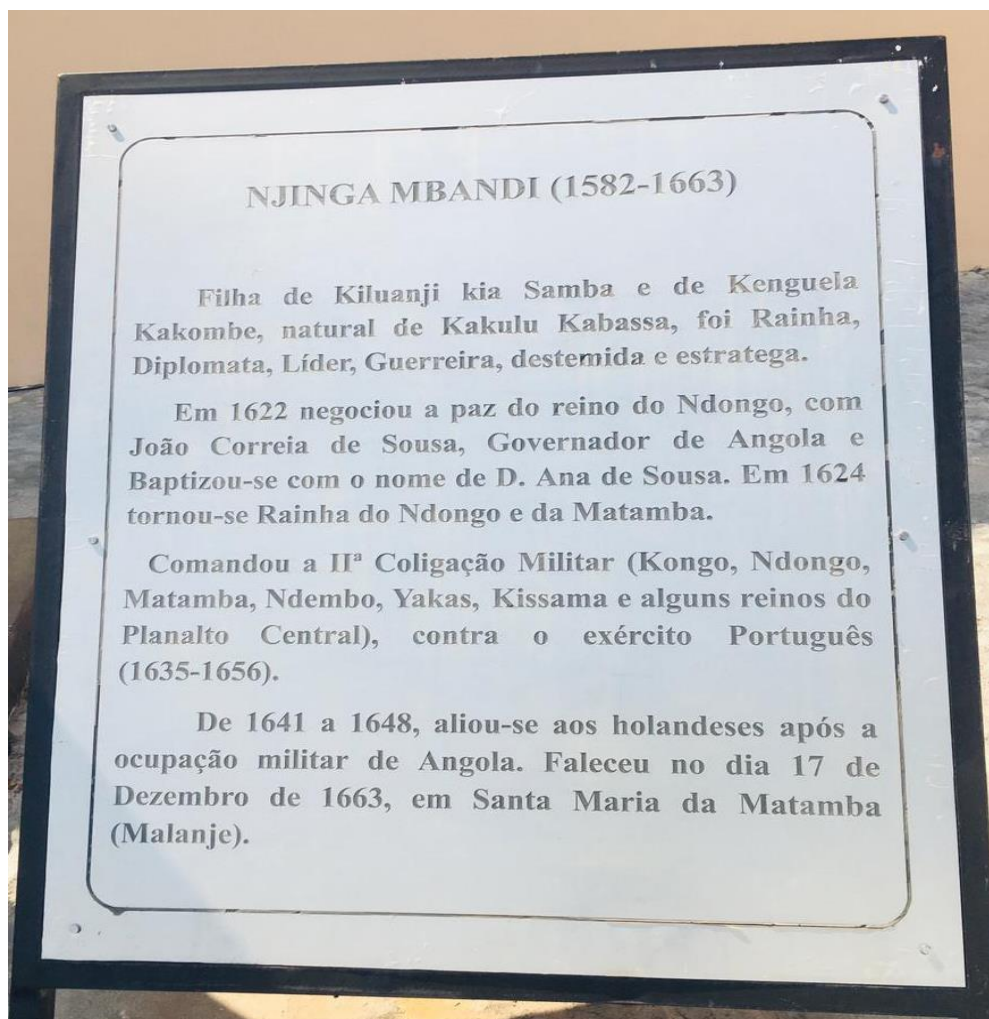 NJINGA MBANDI (1582-1663)
Filha de Kiluanji kia Samba e de Kenguela
Kakombe, natural de Kakulu Kabassa, foi Rainha,
Diplomata, Líder, Guerreira, destemida e estratega.
Em 1622 negociou a paz do reino do Ndongo, com
João Correia de Sousa, Governador de Angola e
Baptizou-se com o nome de D. Ana de Sousa. Em 1624
tornou-se Rainha do Ndongo e da Matamba.
Comandou a IIª Coligação Militar (Kongo, Ndongo,
Matamba, Ndembo, Yakas, Kissama e alguns reinos do
Planalto Central), contra o exército Português
(1635-1656).
De 1641 a 1648, aliou-se aos holandeses após a
ocupação militar de Angola. Faleceu no dia 17 de
Dezembro de 1663, em Santa Maria da Matamba
(Malanje).